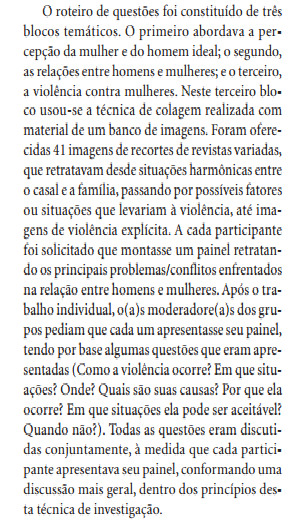 O roteiro de questões foi constituído de três
blocos temáticos. O primeiro abordava a per-
cepção da mulher e do homem ideal; o segundo,
as relações entre homens e mulheres; e o terceiro,
a violência contra mulheres. Neste terceiro blo-
co usou-se a técnica de colagem realizada com
material de um banco de imagens. Foram ofere-
cidas 41 imagens de recortes de revistas variadas,
que retratavam desde situações harmônicas entre
o casal e a família, passando por possíveis fatores
ou situações que levariam à violência, até ima-
gens de violência explícita. A cada participante
foi solicitado que montasse um painel retratan-
do os principais problemas/conflitos enfrentados
na relação entre homens e mulheres. Após o tra-
balho individual, o(a)s moderadore(a)s dos gru-
pos pediam que cada um apresentasse seu painel,
tendo por base algumas questões que eram apre-
sentadas (Como a violência ocorre? Em que situ-
ações? Onde? Quais são suas causas? Por que ela
ocorre? Em que situações ela pode ser aceitável?
Quando não?). Todas as questões eram discuti-
das conjuntamente, à medida que cada partici-
pante apresentava seu painel, conformando uma
discussão mais geral, dentro dos princípios des-
ta técnica de investigação.